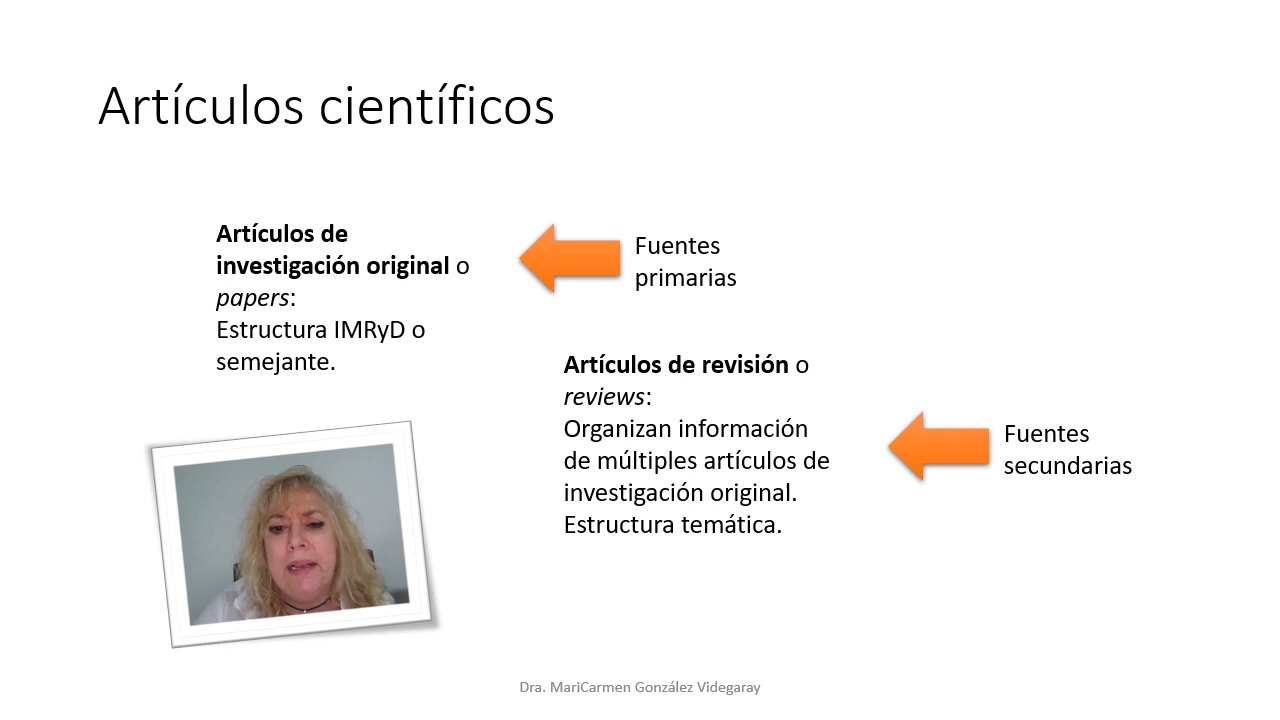 Artículos científicos
Artículos de
investigación original o
papers:
Estructura IMRyD o
semejante.
Fuentes
primarias
Artículos de revisión o
reviews:
Organizan información
de múltiples artículos de
investigación original.
Estructura temática.
Fuentes
secundarias
Dra. MariCarmen González Videgaray